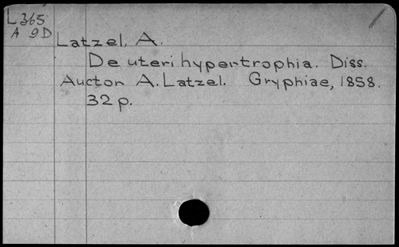 L365
A 9D
Latzel, A.
De uteri hypertrophia. Diss.
Auctor A. Latzel. Gryphiae, 1858.
32 p.